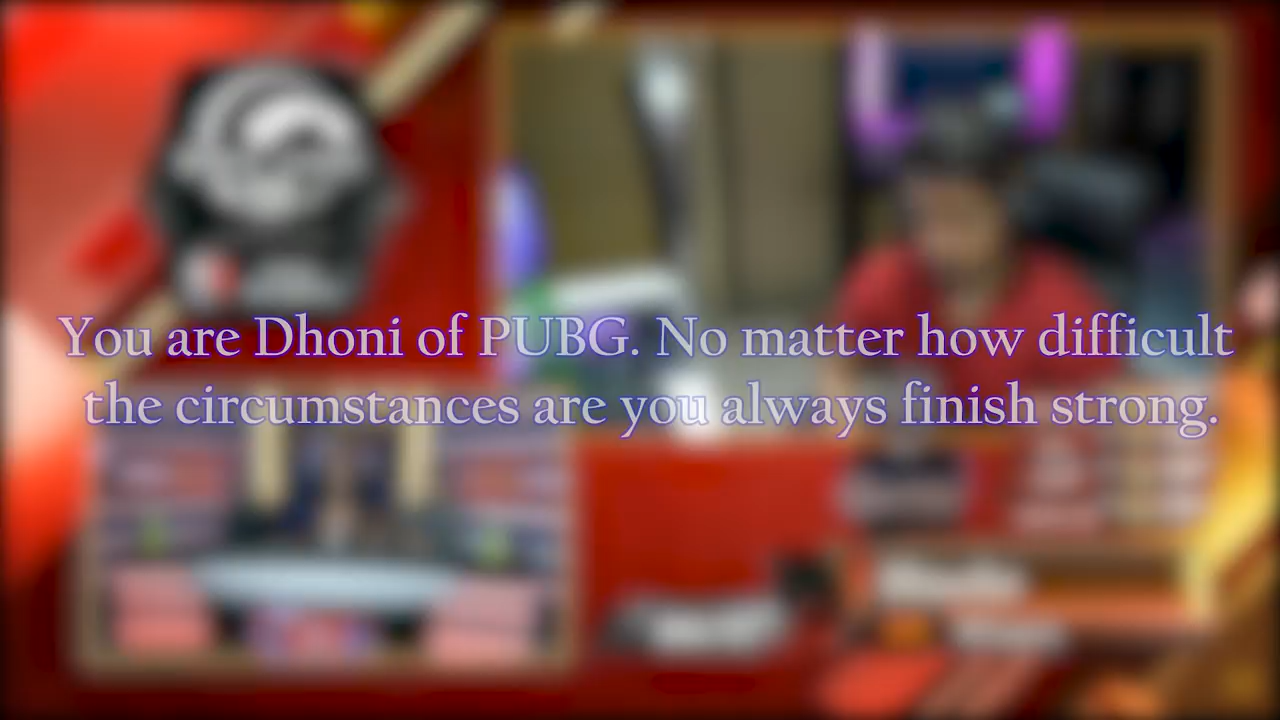 You are Dhoni of PUBG. No matter how difficult
the circumstances are you always finish strong.